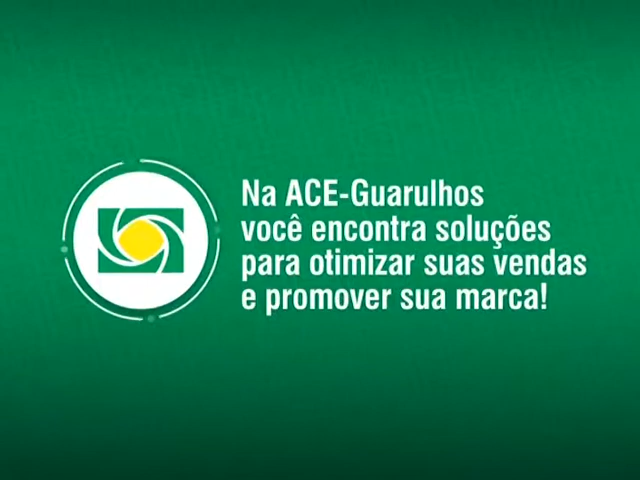 Na ACE-Guarulhos
você encontra soluções
para otimizar suas vendas
e promover sua marca!